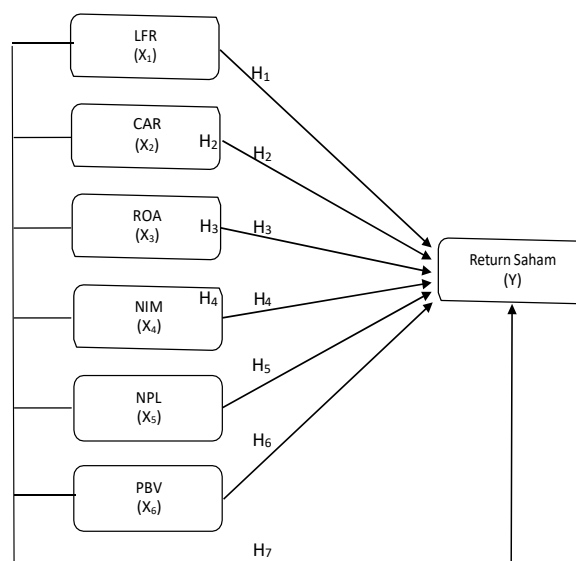 LFR
(X₁)
H₁
CAR
(X₂)
H₂
H₂
ROA
(X₃)
H₃
H₃
Return Saham
(Y)
NIM
(X₄)
H₄
H₄
NPL
(X₅)
H₅
PBV
(X₆)
H₆
H₇